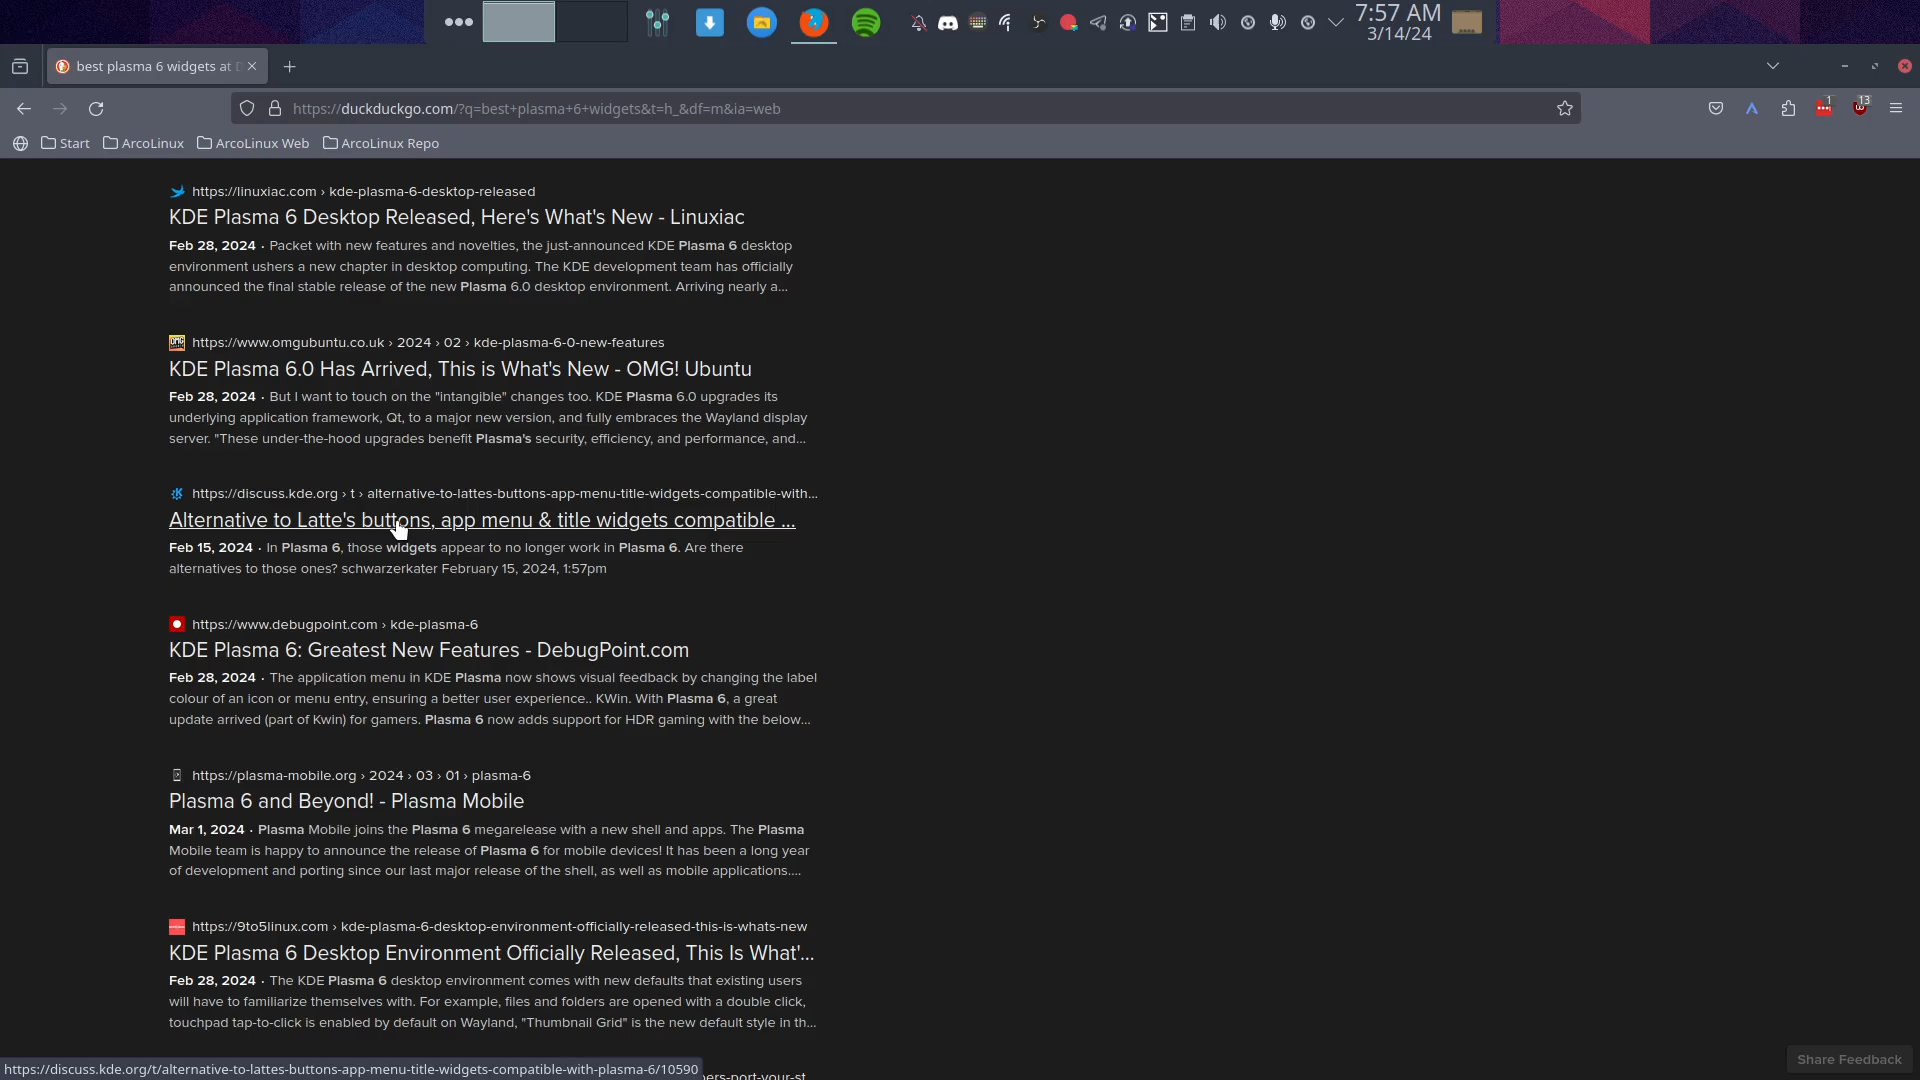 7:57 AM
3/14/24
best plasma 6 widgets at
https://duckduckgo.com/?q=best+plasma+6+widgets&t=h_&df=m&ia=web
1
13
Start
ArcoLinux
ArcoLinux Web
ArcoLinux Repo
https://linuxiac.com › kde-plasma-6-desktop-released
KDE Plasma 6 Desktop Released, Here's What's New - Linuxiac
Feb 28, 2024 · Packet with new features and novelties, the just-announced KDE Plasma 6 desktop
environment ushers a new chapter in desktop computing. The KDE development team has officially
announced the final stable release of the new Plasma 6.0 desktop environment. Arriving nearly a...
https://www.omgubuntu.co.uk › 2024 › 02 › kde-plasma-6-0-new-features
KDE Plasma 6.0 Has Arrived, This is What's New - OMG! Ubuntu
Feb 28, 2024 · But I want to touch on the "intangible" changes too. KDE Plasma 6.0 upgrades its
underlying application framework, Qt, to a major new version, and fully embraces the Wayland display
server. "These under-the-hood upgrades benefit Plasma's security, efficiency, and performance, and...
https://discuss.kde.org › t › alternative-to-lattes-buttons-app-menu-title-widgets-compatible-with...
Alternative to Latte's buttons, app menu & title widgets compatible ...
Feb 15, 2024 · In Plasma 6, those widgets appear to no longer work in Plasma 6. Are there
alternatives to those ones? schwarzerkater February 15, 2024, 1:57pm
https://www.debugpoint.com › kde-plasma-6
KDE Plasma 6: Greatest New Features - DebugPoint.com
Feb 28, 2024 · The application menu in KDE Plasma now shows visual feedback by changing the label
colour of an icon or menu entry, ensuring a better user experience.. KWin. With Plasma 6, a great
update arrived (part of Kwin) for gamers. Plasma 6 now adds support for HDR gaming with the below...
https://plasma-mobile.org › 2024 › 03 › 01 › plasma-6
Plasma 6 and Beyond! - Plasma Mobile
Mar 1, 2024 · Plasma Mobile joins the Plasma 6 megarelease with a new shell and apps. The Plasma
Mobile team is happy to announce the release of Plasma 6 for mobile devices! It has been a long year
of development and porting since our last major release of the shell, as well as mobile applications....
https://9to5linux.com › kde-plasma-6-desktop-environment-officially-released-this-is-whats-new
KDE Plasma 6 Desktop Environment Officially Released, This Is What'...
Feb 28, 2024 · The KDE Plasma 6 desktop environment comes with new defaults that existing users
will have to familiarize themselves with. For example, files and folders are opened with a double click,
touchpad tap-to-click is enabled by default on Wayland, "Thumbnail Grid" is the new default style in th...
Share Feedback
https://discuss.kde.org/t/alternative-to-lattes-buttons-app-menu-title-widgets-compatible-with-plasma-6/10590